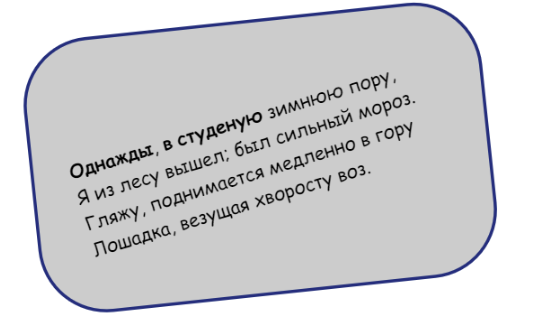 Однажды, в студеную зимнюю пору,
Я из лесу вышел; был сильный мороз.
Гляжу, поднимается медленно в гору
Лошадка, везущая хворосту воз.